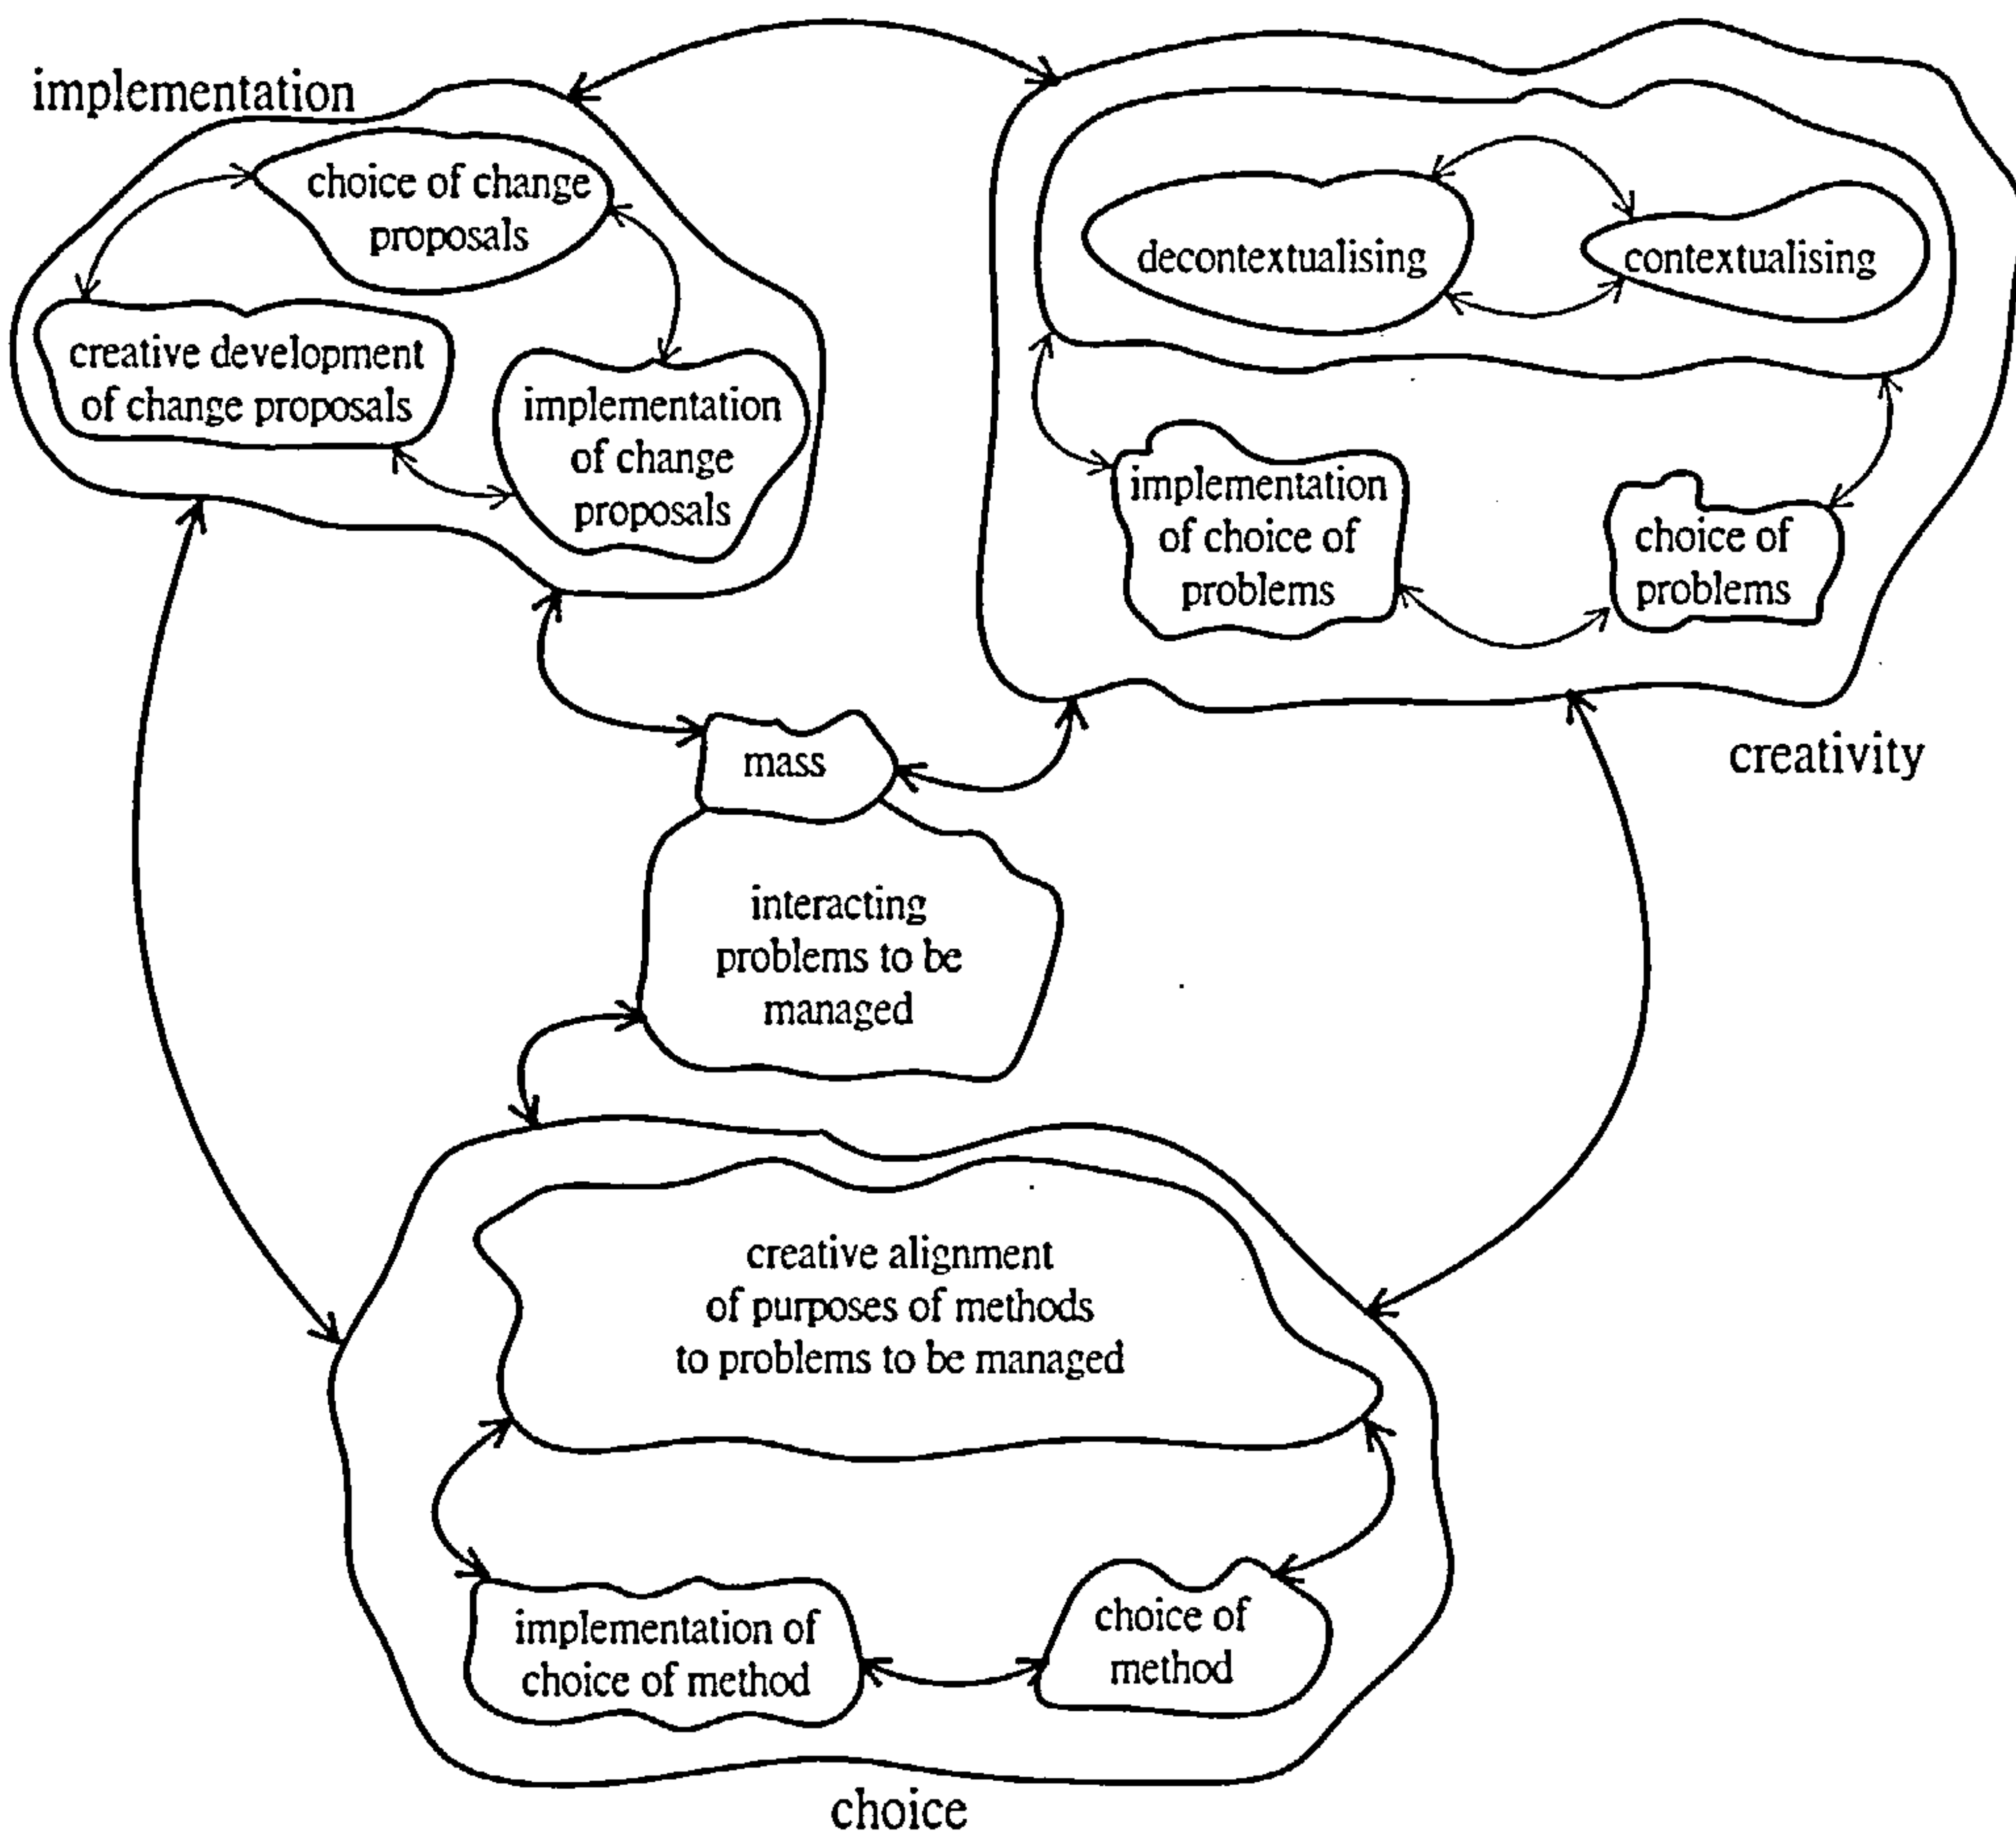 implementation
choice of change
proposals
creative development
of change proposals
implementation
of change
proposals
decontextualising
contextualising
implementation
of choice of
problems
choice of
problems
creativity
mass
interacting
problems to be
managed
creative alignment
of purposes of methods
to problems to be managed
implementation of
choice of method
choice of
method
choice